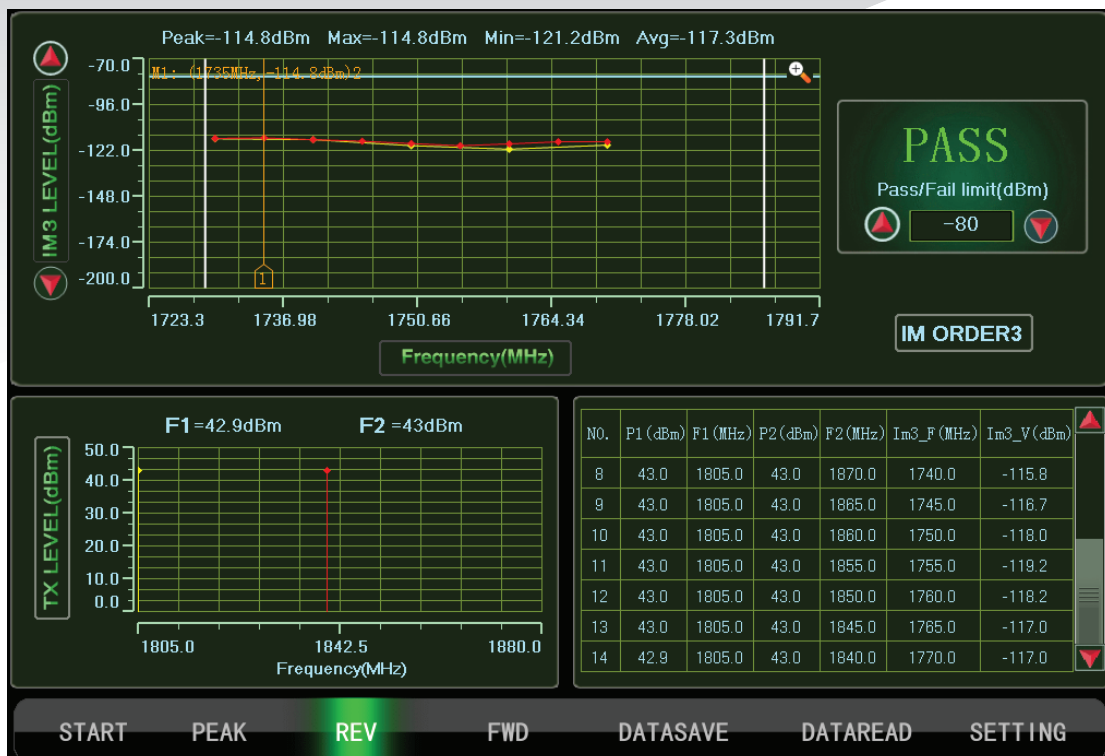 Peak=-114.8dBm Max=-114.8dBm Min=-121.2dBm Avg=-117.3dBm
IM3 LEVEL(dBm)
-70.0
-96.0
-122.0
-148.0
-174.0
-200.0
M1: (1735MHz,-114.8dBm)2
1
1723.3 1736.98 1750.66 1764.34 1778.02 1791.7
Frequency(MHz)
PASS
Pass/Fail limit(dBm)
-80
IM ORDER3
F1=42.9dBm F2 =43dBm
TX LEVEL(dBm)
50.0
40.0
30.0
20.0
10.0
0.0
1805.0 1842.5 1880.0
Frequency(MHz)
NO. P1(dBm) F1(MHz) P2(dBm) F2(MHz) Im3_F(MHz) Im3_V(dBm)
8 43.0 1805.0 43.0 1870.0 1740.0 -115.8
9 43.0 1805.0 43.0 1865.0 1745.0 -116.7
10 43.0 1805.0 43.0 1860.0 1750.0 -118.0
11 43.0 1805.0 43.0 1855.0 1755.0 -119.2
12 43.0 1805.0 43.0 1850.0 1760.0 -118.2
13 43.0 1805.0 43.0 1845.0 1765.0 -117.0
14 42.9 1805.0 43.0 1840.0 1770.0 -117.0
START PEAK REV FWD DATASAVE DATAREAD SETTING